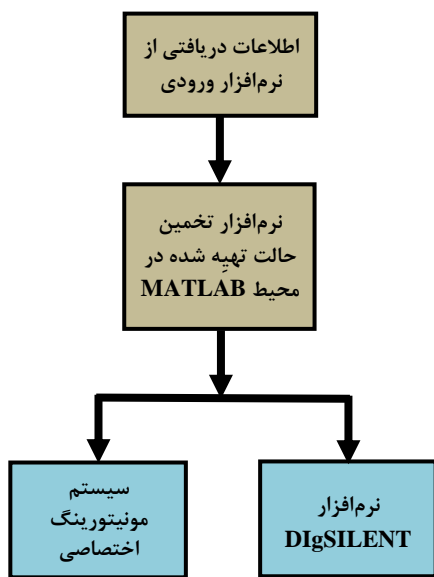 اطلاعات دریافتی از
نرم‌افزار ورودی
نرم‌افزار تخمین
حالت تهیِه شده در
محیط MATLAB
سیستم
مونیتورینگ
اختصاصی
نرم‌افزار
DIgSILENT